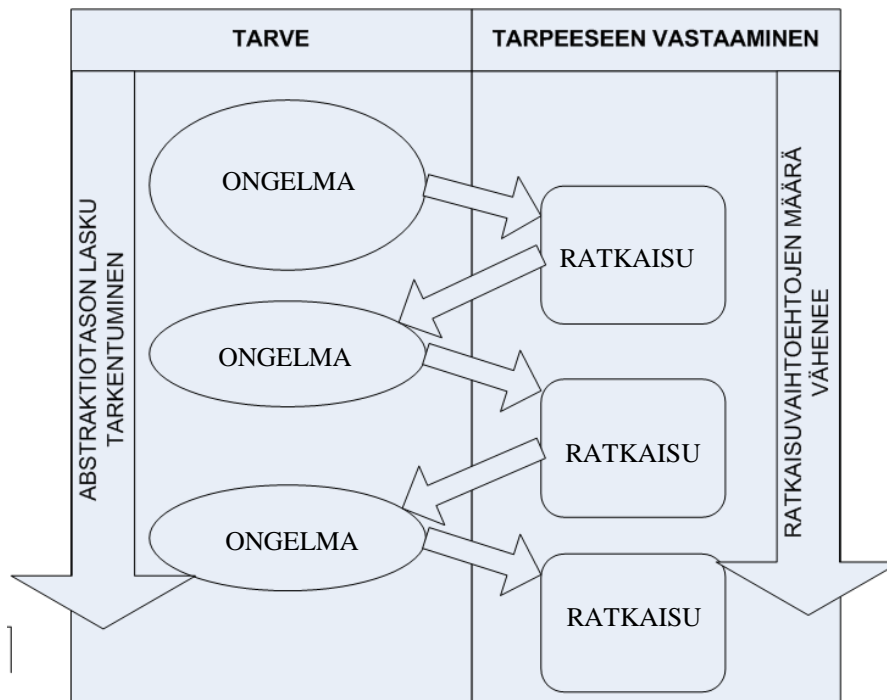 TARVE
TARPEESEEN VASTAAMINEN
ABSTRAKTIOTASON LASKU
TARKENTUMINEN
ONGELMA
RATKAISU
ONGELMA
RATKAISU
ONGELMA
RATKAISU
RATKAISUVAIHTOEHTOJEN MÄÄRÄ
VÄHENEE